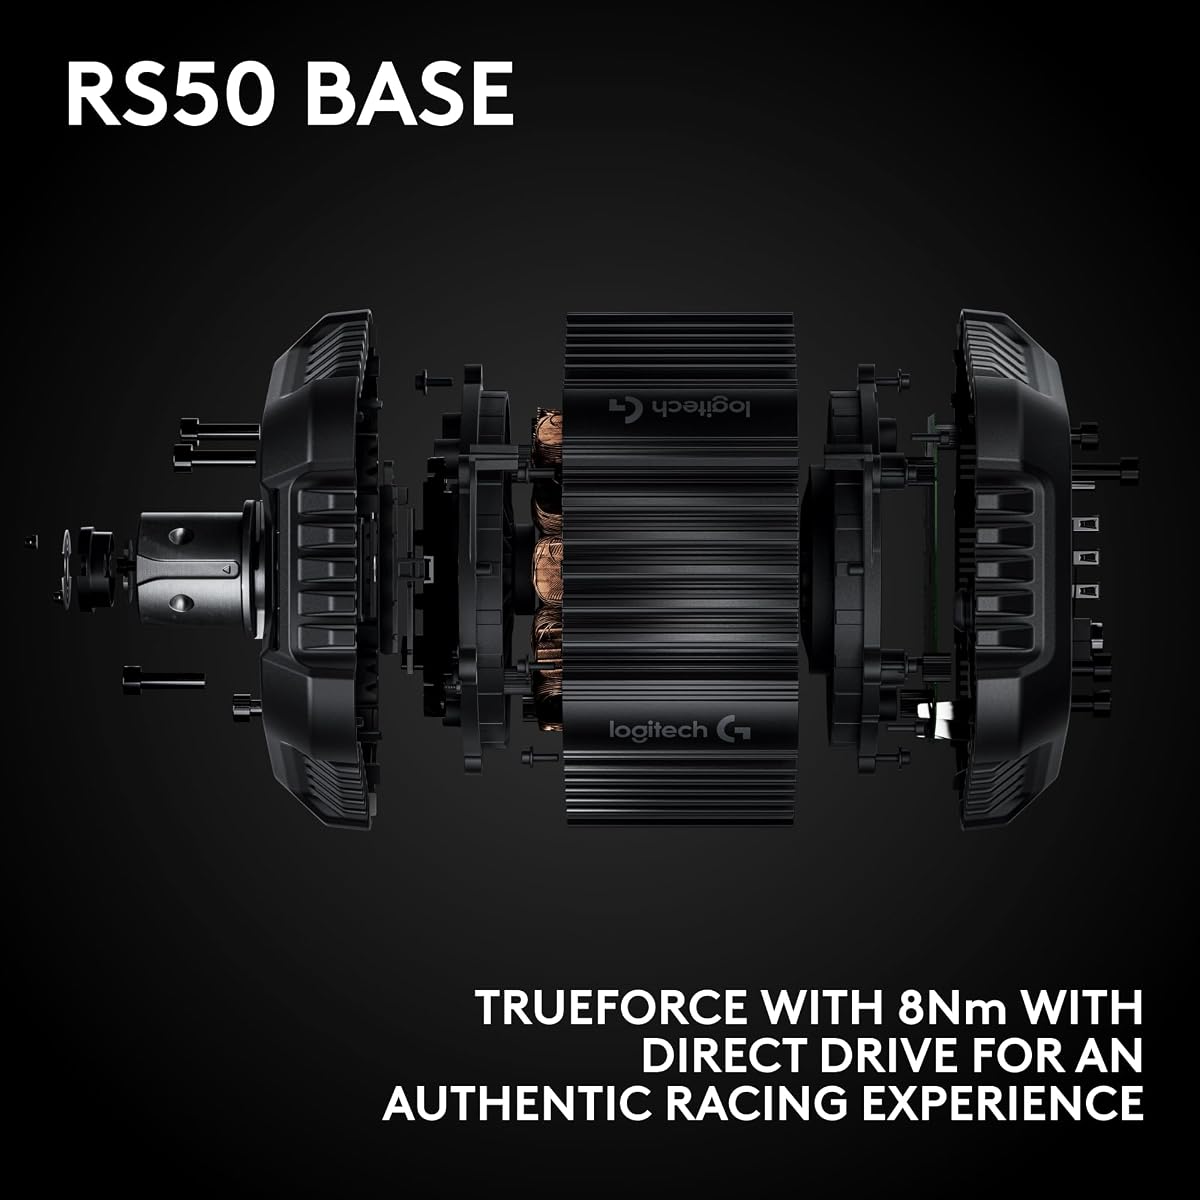 RS50 BASE
logitech G
logitech G
TRUEFORCE WITH 8Nm WITH
DIRECT DRIVE FOR AN
AUTHENTIC RACING EXPERIENCE